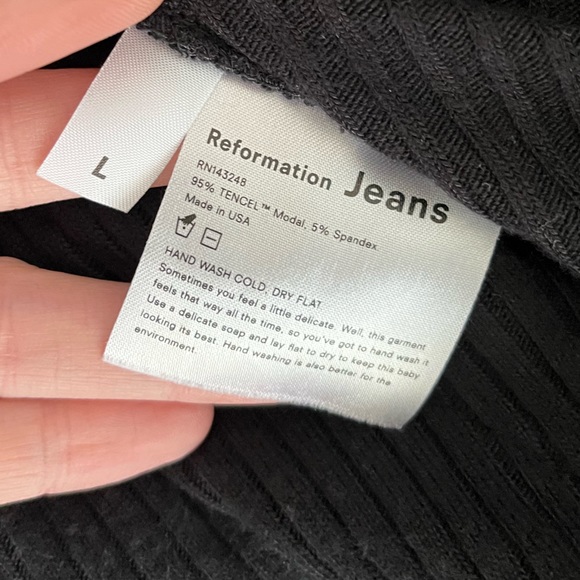 L
Reformation Jeans
RN143248
95% TENCEL™ Modal, 5% Spandex
Made in USA
HAND WASH COLD, DRY FLAT
Sometimes you feel a little delicate. Well, this garment
feels that way all the time, so you've got to hand wash it.
Use a delicate soap and lay flat to dry to keep this baby
looking its best. Hand washing is also better for the
environment.